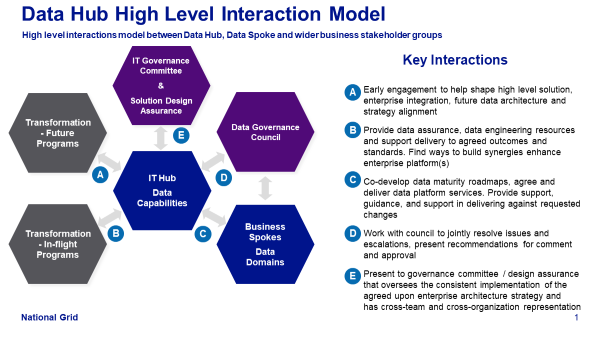 Data Hub High Level Interaction Model
High level interactions model between Data Hub, Data Spoke and wider business stakeholder groups
IT Governance
Committee
&
Solution Design
Assurance
E
Transformation
- Future
Programs
A
Data Governance
Council
D
IT Hub
Data
Capabilities
Transformation
- In-flight
Programs
B
C
Business
Spokes
Data
Domains
Key Interactions
A
Early engagement to help shape high level solution,
enterprise integration, future data architecture and
strategy alignment
B
Provide data assurance, data engineering resources
and support delivery to agreed outcomes and
standards. Find ways to build synergies enhance
enterprise platform(s)
C
Co-develop data maturity roadmaps, agree and
deliver data platform services. Provide support,
guidance, and support in delivering against requested
changes
D
Work with council to jointly resolve issues and
escalations, present recommendations for comment
and approval
E
Present to governance committee / design assurance
that oversees the consistent implementation of the
agreed upon enterprise architecture strategy and
has cross-team and cross-organization representation
National Grid
1